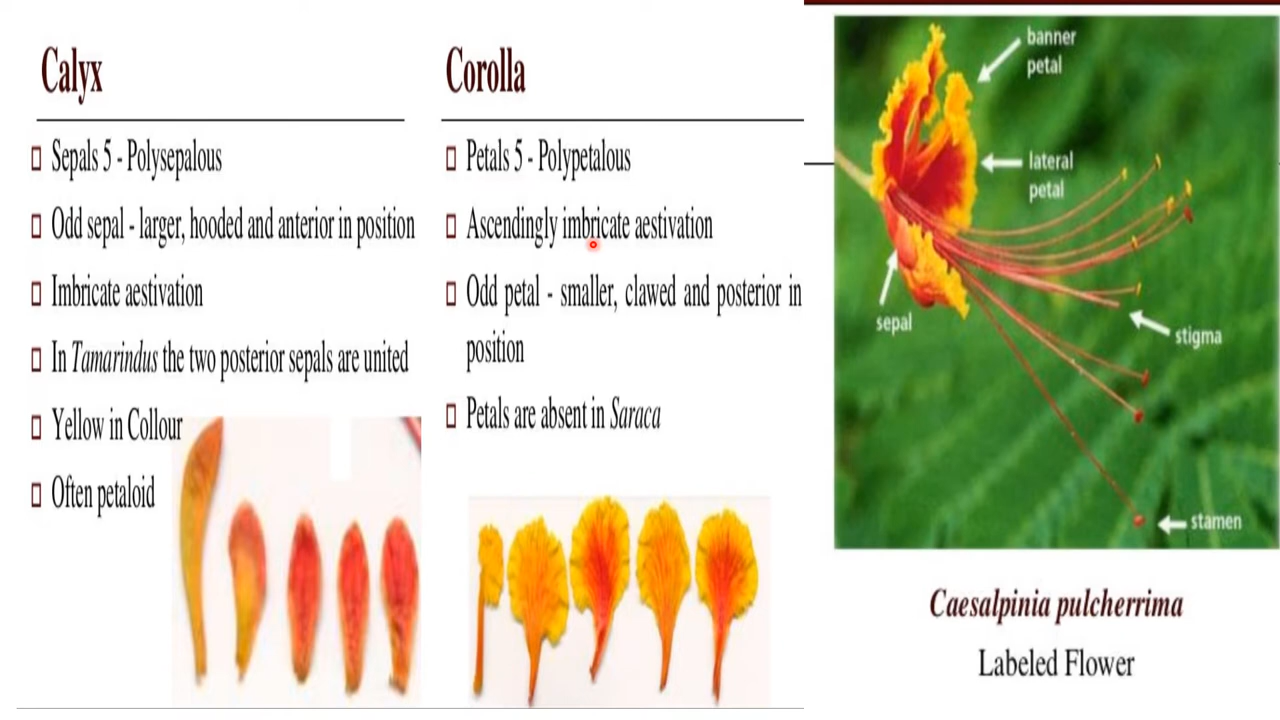 Calyx
Sepals 5 - Polysepalous
Odd sepal - larger, hooded and anterior in position
Imbricate aestivation
In Tamarindus the two posterior sepals are united
Yellow in Collour
Often petaloid
Corolla
Petals 5 - Polypetalous
Ascendingly imbricate aestivation
Odd petal - smaller, clawed and posterior in
position
Petals are absent in Saraca
banner
petal
lateral
petal
sepal
stigma
stamen
Caesalpinia pulcherrima
Labeled Flower